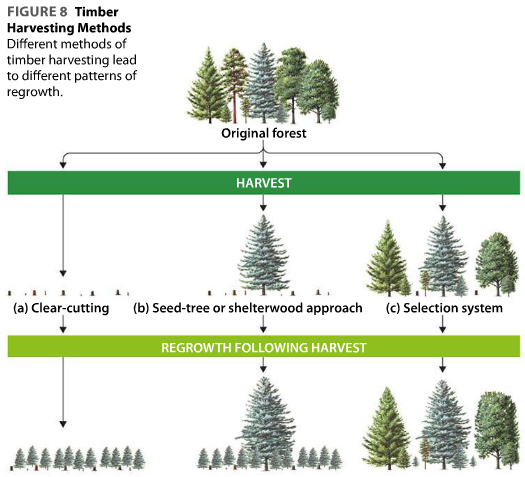 FIGURE 8 Timber
Harvesting Methods
Different methods of
timber harvesting lead
to different patterns of
regrowth.
Original forest
HARVEST
(a) Clear-cutting
(b) Seed-tree or shelterwood approach
(c) Selection system
REGROWTH FOLLOWING HARVEST